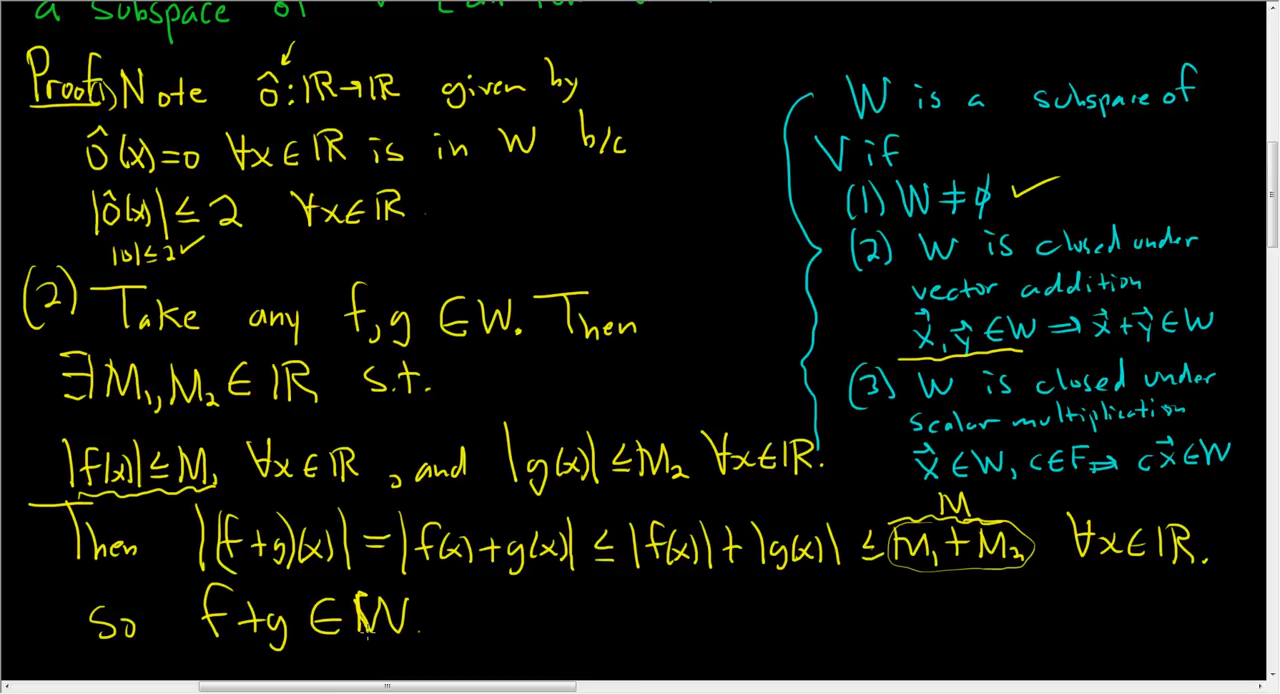 a subspace of
Proof: (1) Note ô: ℝ→ℝ given by
ô(x)=0 ∀x∈ℝ is in W b/c
|ô(x)| ≤ 2 ∀x∈ℝ
|0| ≤ 2 ✓
(2) Take any f, g ∈ W. Then
∃ M₁, M₂ ∈ ℝ s.t.
|f(x)| ≤ M₁ ∀x∈ℝ, and |g(x)| ≤ M₂ ∀x∈ℝ.
M
Then |(f+g)(x)| = |f(x)+g(x)| ≤ |f(x)| + |g(x)| ≤ M₁ + M₂ ∀x∈ℝ.
So f+g ∈ W.
W is a subspace of
V if
(1) W ≠ ∅ ✓
(2) W is closed under
vector addition
x⃗, y⃗ ∈ W ⇒ x⃗ + y⃗ ∈ W
(3) W is closed under
scalar multiplication
x⃗ ∈ W, c ∈ F ⇒ c x⃗ ∈ W